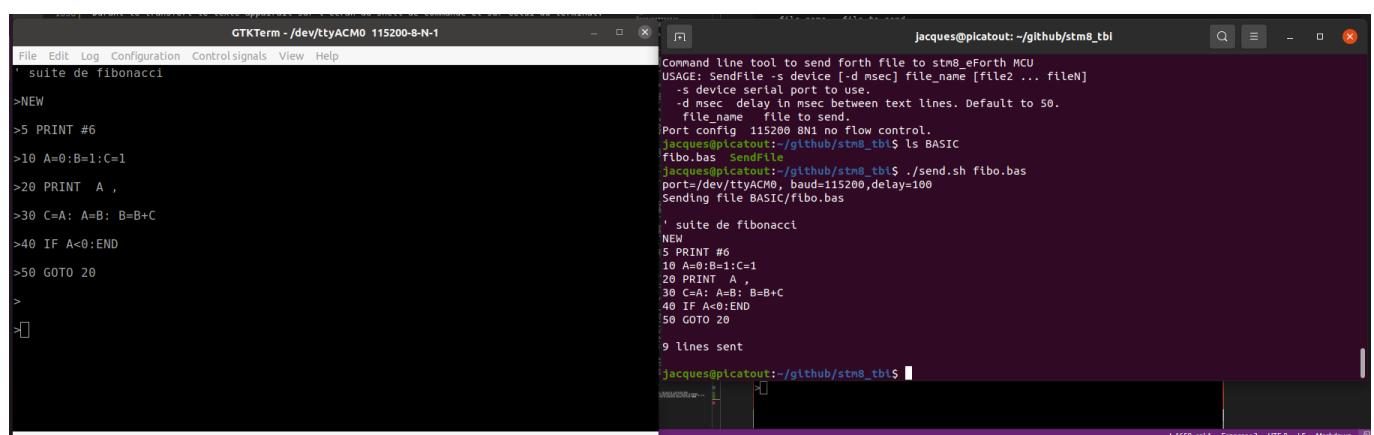 GTKTerm - /dev/ttyACM0 115200-8-N-1
File Edit Log Configuration Control signals View Help
' suite de fibonacci
>NEW
>5 PRINT #6
>10 A=0:B=1:C=1
>20 PRINT  A ,
>30 C=A: A=B: B=B+C
>40 IF A<0:END
>50 GOTO 20
>
>
jacques@picatout: ~/github/stm8_tbi
Command line tool to send forth file to stm8_eForth MCU
USAGE: SendFile -s device [-d msec] file_name [file2 ... fileN]
  -s device serial port to use.
  -d msec  delay in msec between text lines. Default to 50.
   file_name   file to send.
Port config  115200 8N1 no flow control.
jacques@picatout:~/github/stm8_tbi$ ls BASIC
fibo.bas  SendFile
jacques@picatout:~/github/stm8_tbi$ ./send.sh fibo.bas
port=/dev/ttyACM0, baud=115200,delay=100
Sending file BASIC/fibo.bas
' suite de fibonacci
NEW
5 PRINT #6
10 A=0:B=1:C=1
20 PRINT  A ,
30 C=A: A=B: B=B+C
40 IF A<0:END
50 GOTO 20
9 lines sent
jacques@picatout:~/github/stm8_tbi$
>